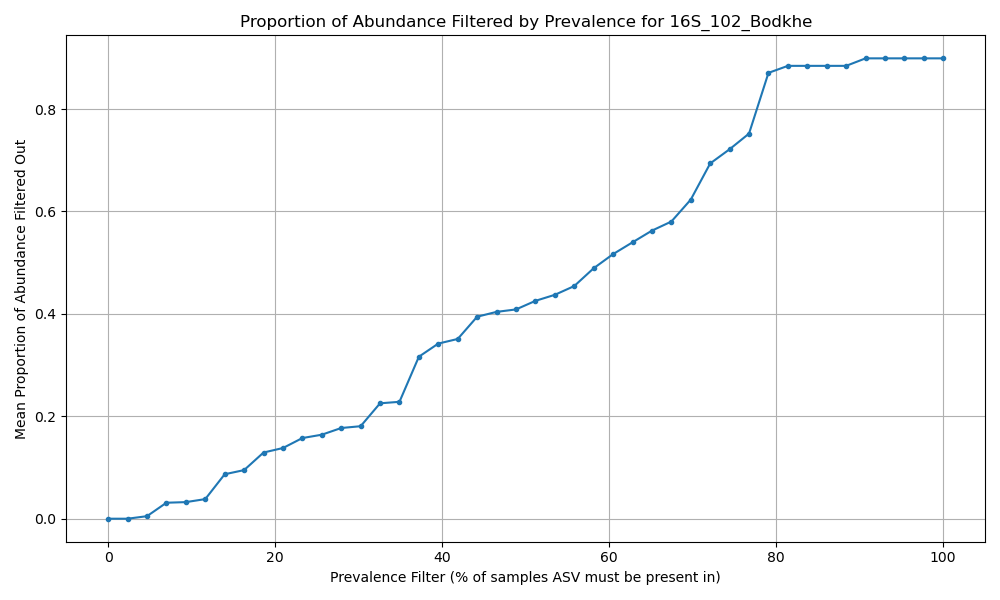 Proportion of Abundance Filtered by Prevalence for 16S_102_Bodkhe
Mean Proportion of Abundance Filtered Out
0.8
0.6
0.4
0.2
0.0
0 20 40 60 80 100
Prevalence Filter (% of samples ASV must be present in)